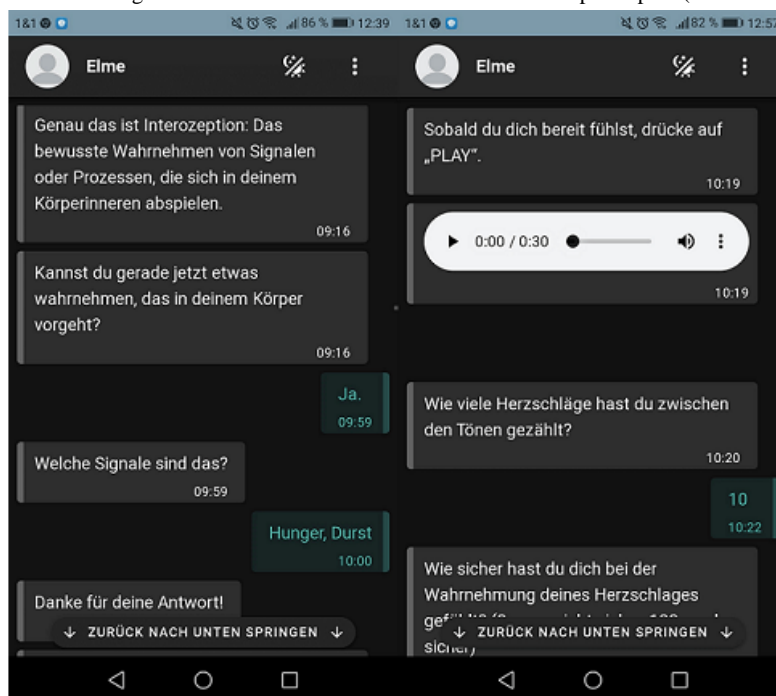 1&1 86 % 12:39
Elme
Genau das ist Interozeption: Das
bewusste Wahrnehmen von Signalen
oder Prozessen, die sich in deinem
Körperinneren abspielen.
09:16
Kannst du gerade jetzt etwas
wahrnehmen, das in deinem Körper
vorgeht?
09:16
Ja.
09:59
Welche Signale sind das?
09:59
Hunger, Durst
10:00
Danke für deine Antwort!
↓ ZURÜCK NACH UNTEN SPRINGEN ↓
1&1 82 % 12:57
Elme
Sobald du dich bereit fühlst, drücke auf
„PLAY“.
10:19
0:00 / 0:30
10:19
Wie viele Herzschläge hast du zwischen
den Tönen gezählt?
10:20
10
10:22
Wie sicher hast du dich bei der
Wahrnehmung deines Herzschlages
↓ ZURÜCK NACH UNTEN SPRINGEN ↓
sicher)